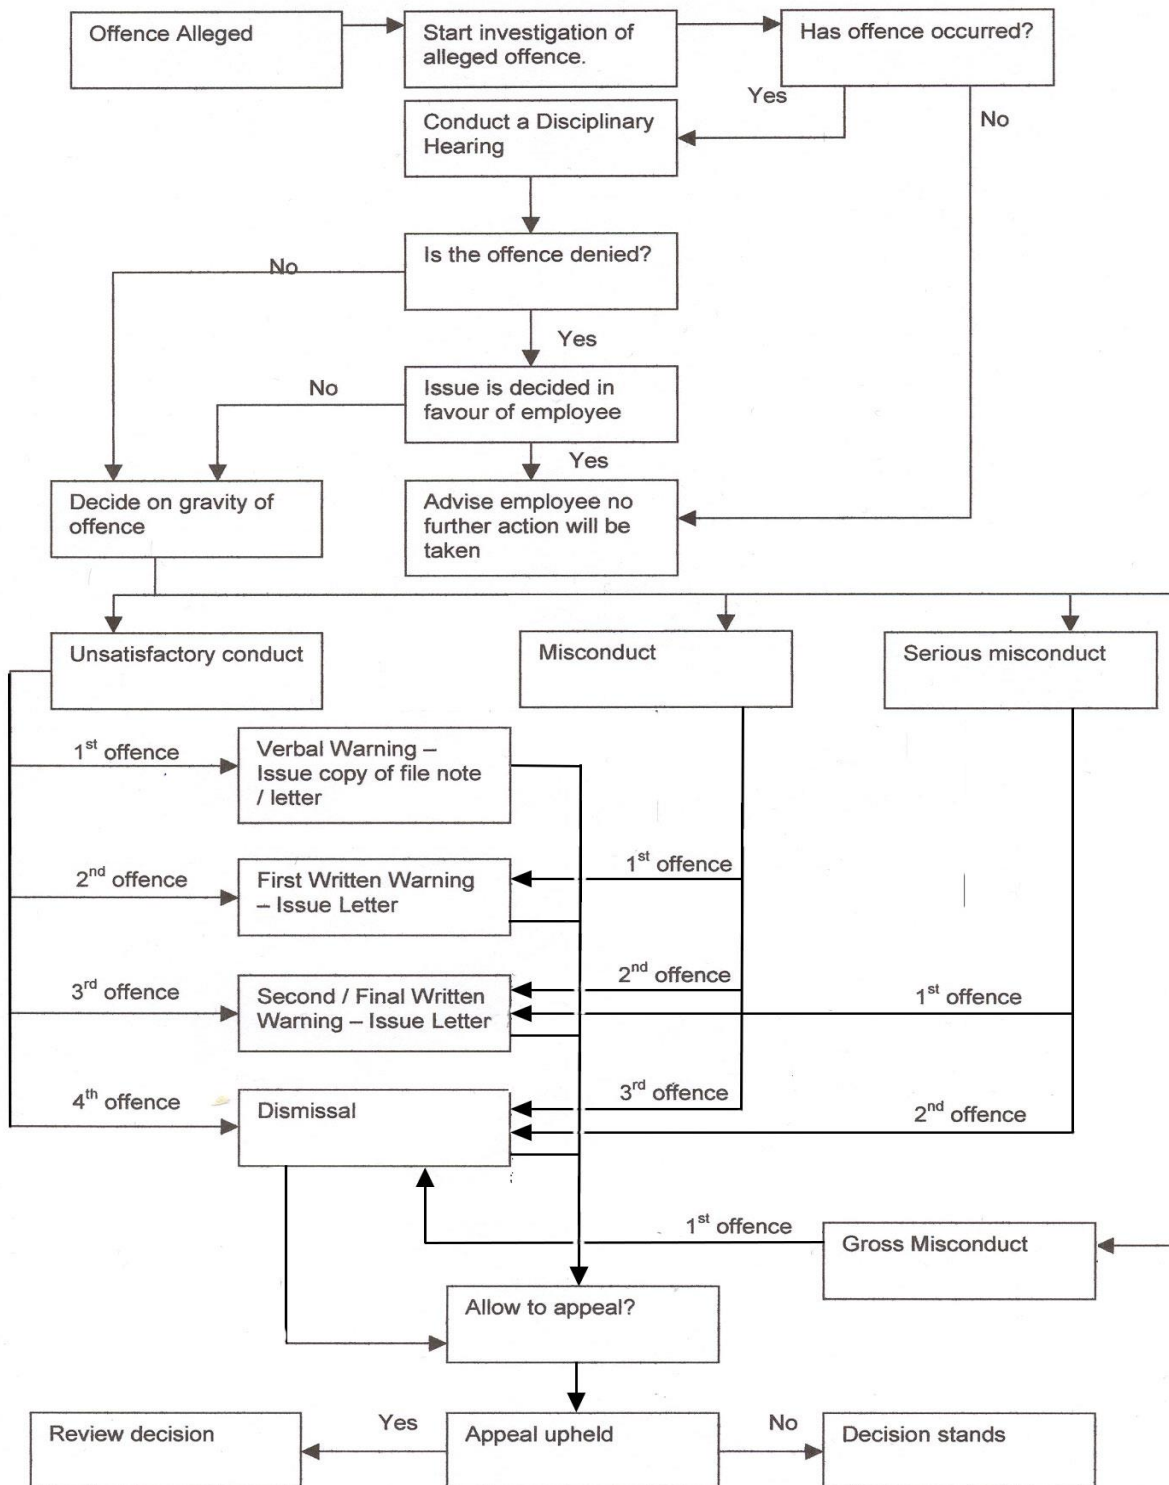 Offence Alleged
Start investigation of
alleged offence.
Has offence occurred?
Yes
No
Conduct a Disciplinary
Hearing
Is the offence denied?
No
Yes
Issue is decided in
favour of employee
No
Yes
Decide on gravity of
offence
Advise employee no
further action will be
taken
Unsatisfactory conduct
Misconduct
Serious misconduct
1st offence
Verbal Warning –
Issue copy of file note
/ letter
2nd offence
First Written Warning
– Issue Letter
1st offence
3rd offence
Second / Final Written
Warning – Issue Letter
2nd offence
1st offence
4th offence
Dismissal
3rd offence
2nd offence
1st offence
Gross Misconduct
Allow to appeal?
Review decision
Yes
Appeal upheld
No
Decision stands